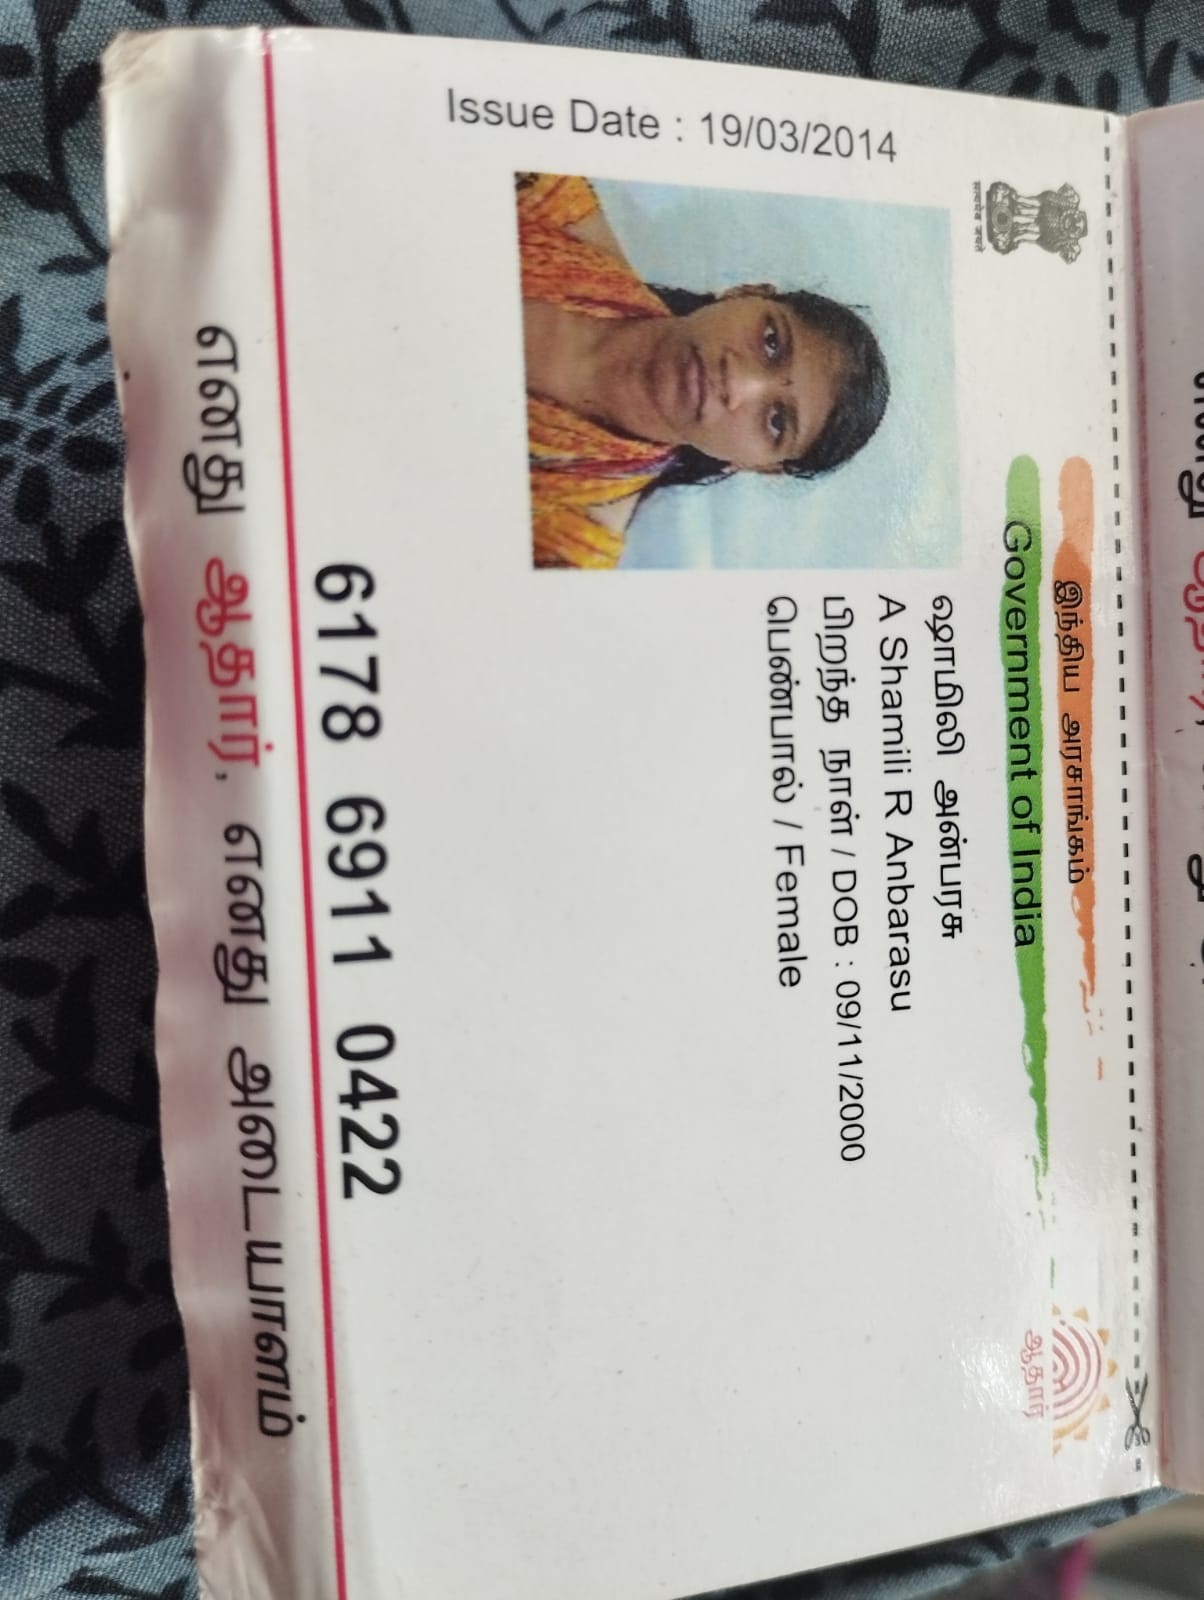 இந்திய அரசாங்கம்
Government of India
Issue Date : 19/03/2014
ஷாமிலி அன்பரசு
A Shamili R Anbarasu
பிறந்த நாள் / DOB : 09/11/2000
பெண்பால் / Female
ஆதார்
6178 6911 0422
எனது ஆதார், எனது அடையாளம்